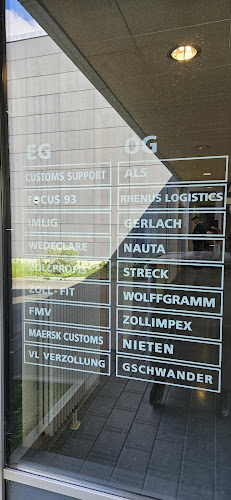 EG
CUSTOMS SUPPORT
FOCUS 93
IMLIG
WEDECLARE
ZOLLPROFIS
ZOLL-FIT
FMV
MAERSK CUSTOMS
VL VERZOLLUNG
OG
ALS
RHENUS LOGISTICS
GERLACH
NAUTA
STRECK
WOLFFGRAMM
ZOLLIMPEX
NIETEN
GSCHWANDER